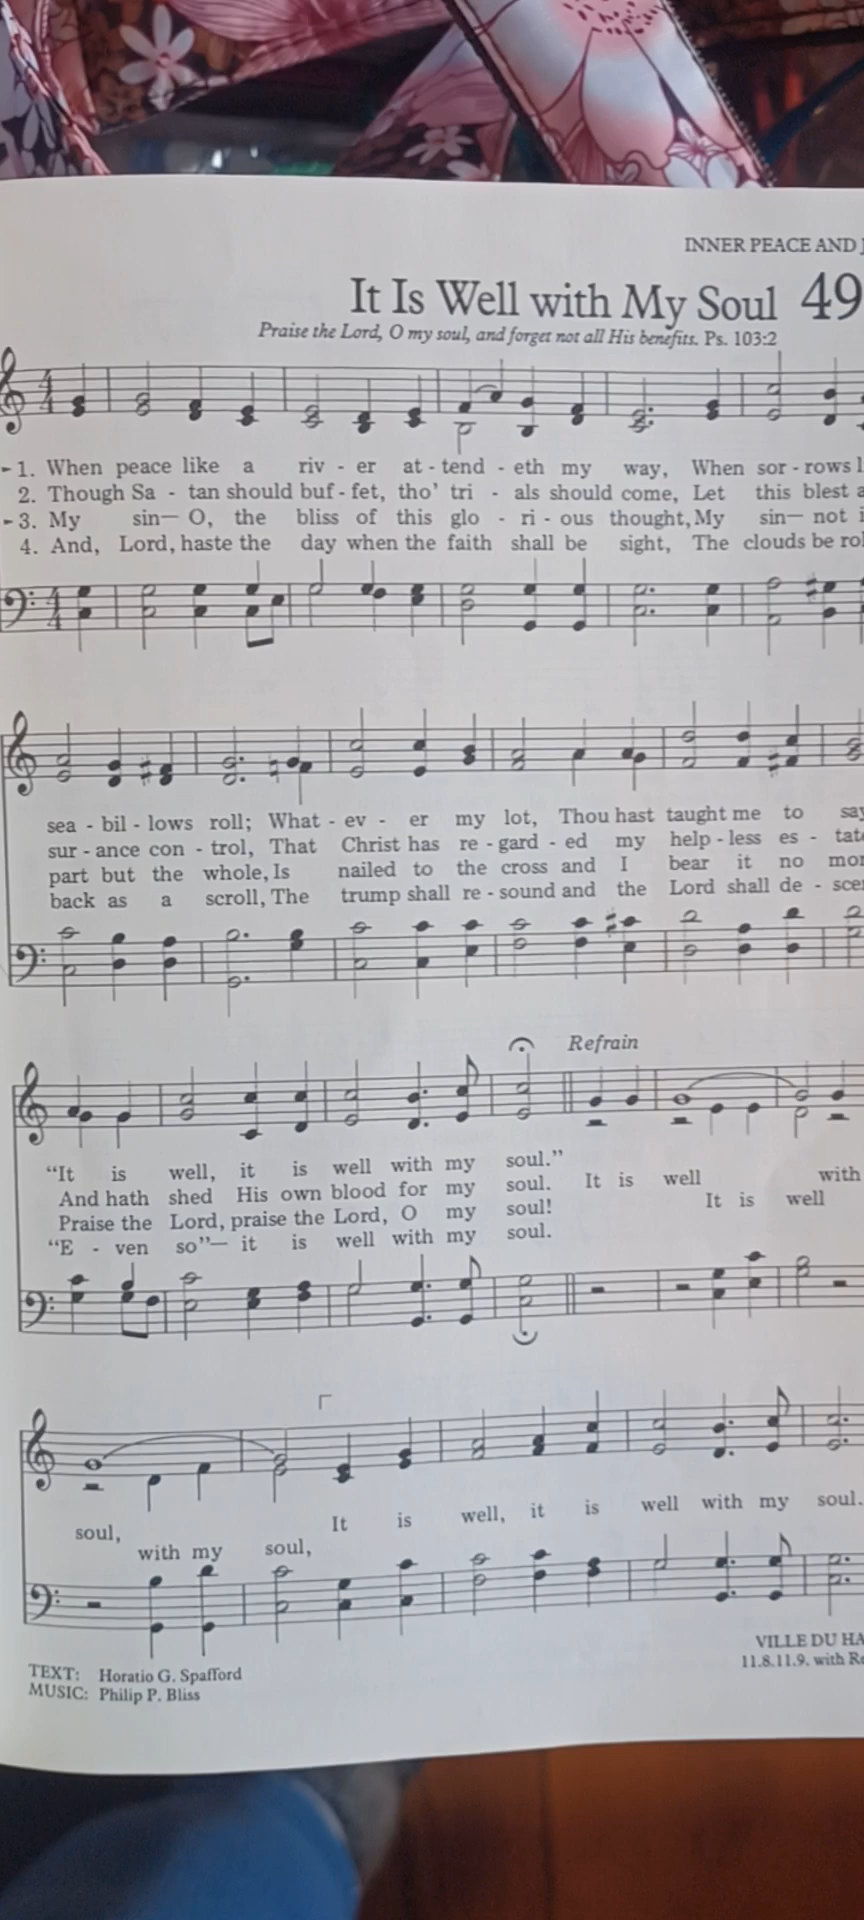 INNER PEACE AND
It Is Well with My Soul 49
Praise the Lord, O my soul, and forget not all His benefits. Ps. 103:2
1. When peace like a riv - er at - tend - eth my way, When sor - rows
2. Though Sa - tan should buf - fet, tho' tri - als should come, Let this blest
3. My sin— O, the bliss of this glo - ri - ous thought, My sin— not
4. And, Lord, haste the day when the faith shall be sight, The clouds be
sea - bil - lows roll; What - ev - er my lot, Thou hast taught me to
sur - ance con - trol, That Christ has re - gard - ed my help - less es -
part but the whole, Is nailed to the cross and I bear it no
back as a scroll, The trump shall re - sound and the Lord shall de -
Refrain
"It is well, it is well with my soul." It is well with
And hath shed His own blood for my soul. It is well
Praise the Lord, praise the Lord, O my soul!
"E - ven so"— it is well with my soul.
soul, It is well, it is well with my soul.
with my soul,
VILLE DU
TEXT: Horatio G. Spafford 11.8.11.9. with
MUSIC: Philip P. Bliss